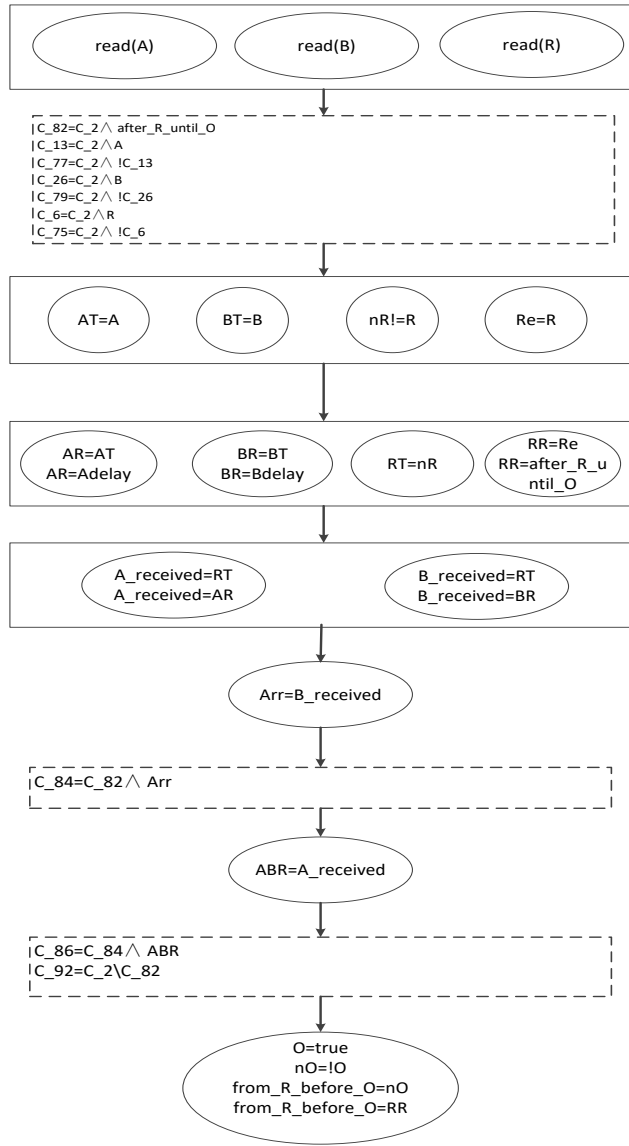 read(A)
read(B)
read(R)
C_82=C_2∧ after_R_until_O
C_13=C_2∧A
C_77=C_2∧ !C_13
C_26=C_2∧B
C_79=C_2∧ !C_26
C_6=C_2∧R
C_75=C_2∧ !C_6
AT=A
BT=B
nR!=R
Re=R
AR=AT
AR=Adelay
BR=BT
BR=Bdelay
RT=nR
RR=Re
RR=after_R_u
ntil_O
A_received=RT
A_received=AR
B_received=RT
B_received=BR
Arr=B_received
C_84=C_82∧ Arr
ABR=A_received
C_86=C_84∧ ABR
C_92=C_2\C_82
O=true
nO=!O
from_R_before_O=nO
from_R_before_O=RR